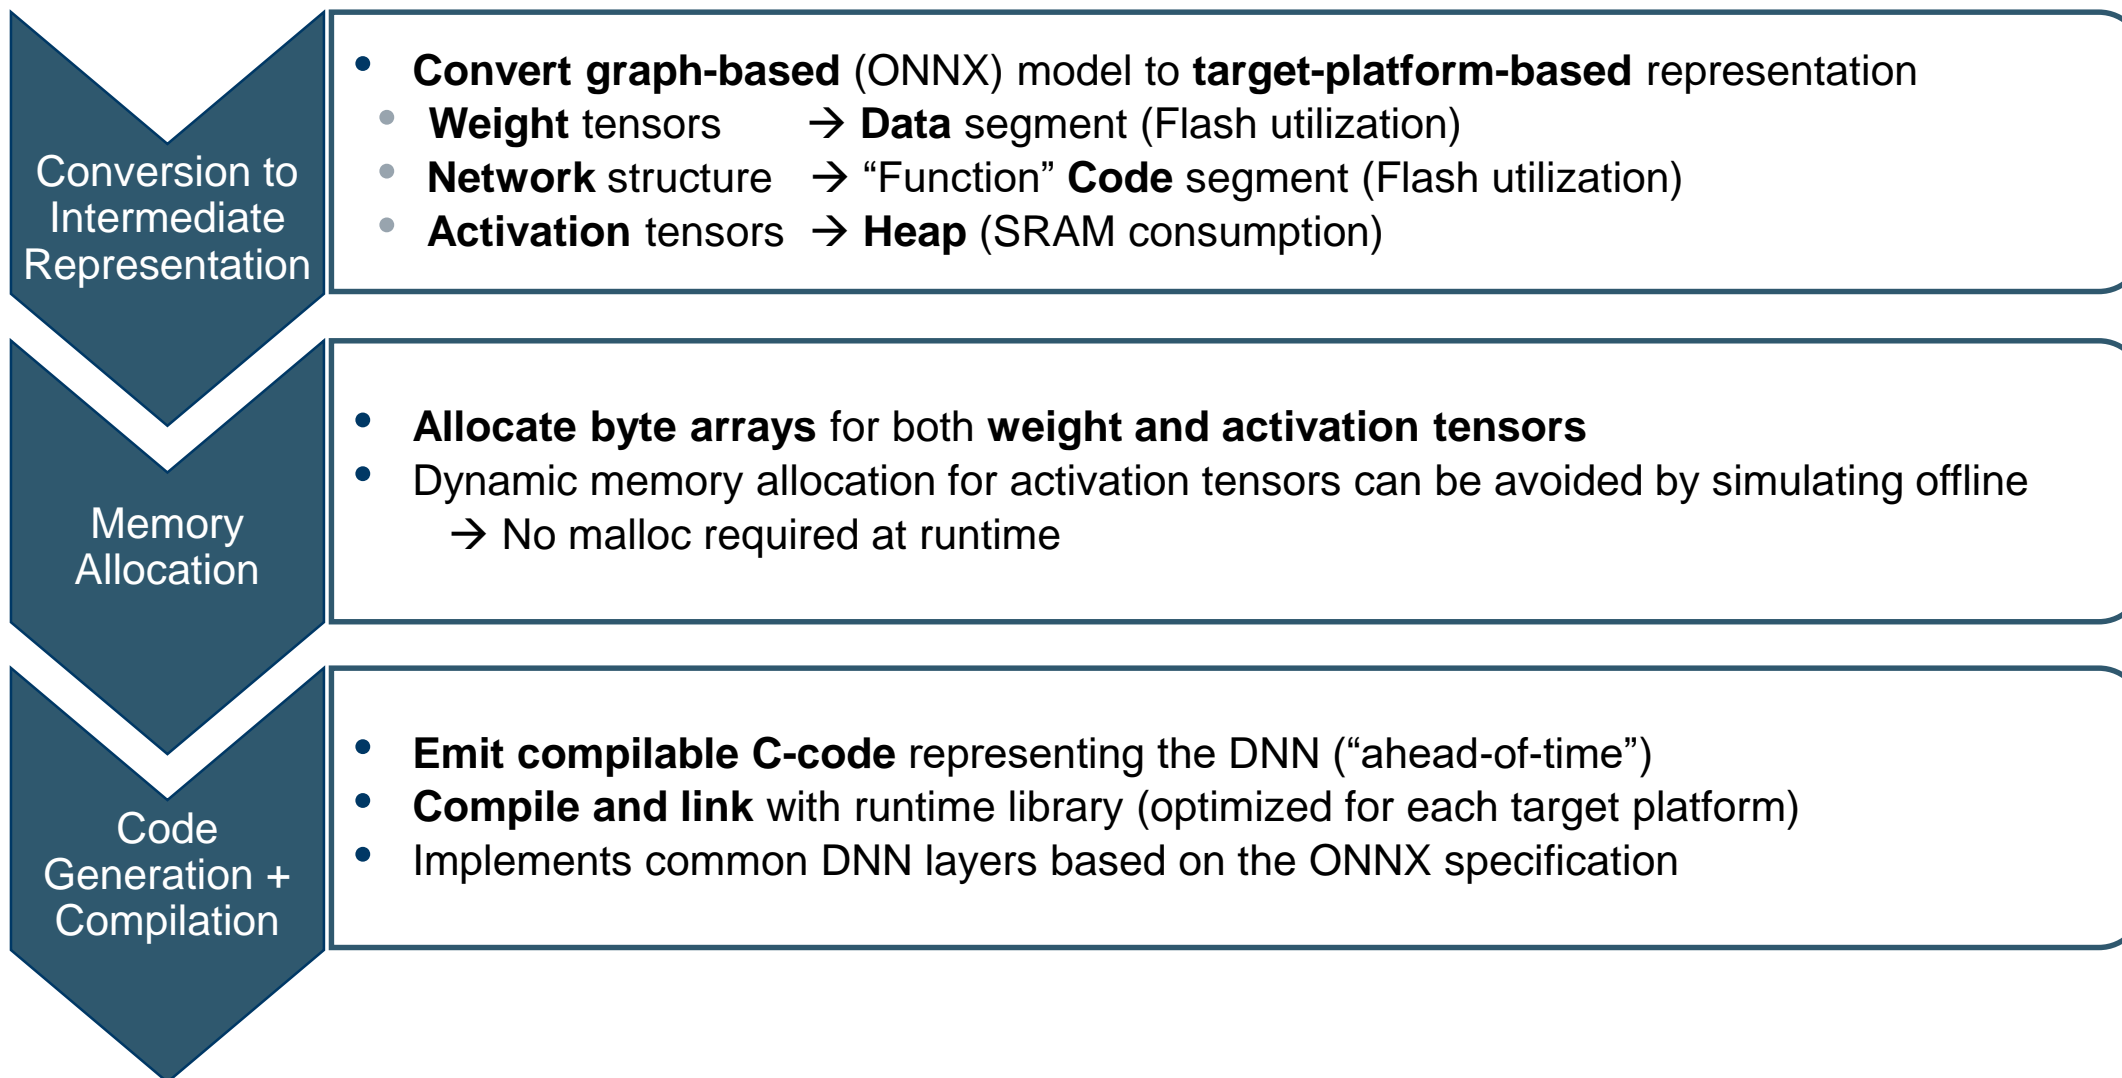 Conversion to
Intermediate
Representation
• Convert graph-based (ONNX) model to target-platform-based representation
• Weight tensors → Data segment (Flash utilization)
• Network structure → “Function” Code segment (Flash utilization)
• Activation tensors → Heap (SRAM consumption)
Memory
Allocation
• Allocate byte arrays for both weight and activation tensors
• Dynamic memory allocation for activation tensors can be avoided by simulating offline
→ No malloc required at runtime
Code
Generation +
Compilation
• Emit compilable C-code representing the DNN (“ahead-of-time”)
• Compile and link with runtime library (optimized for each target platform)
• Implements common DNN layers based on the ONNX specification